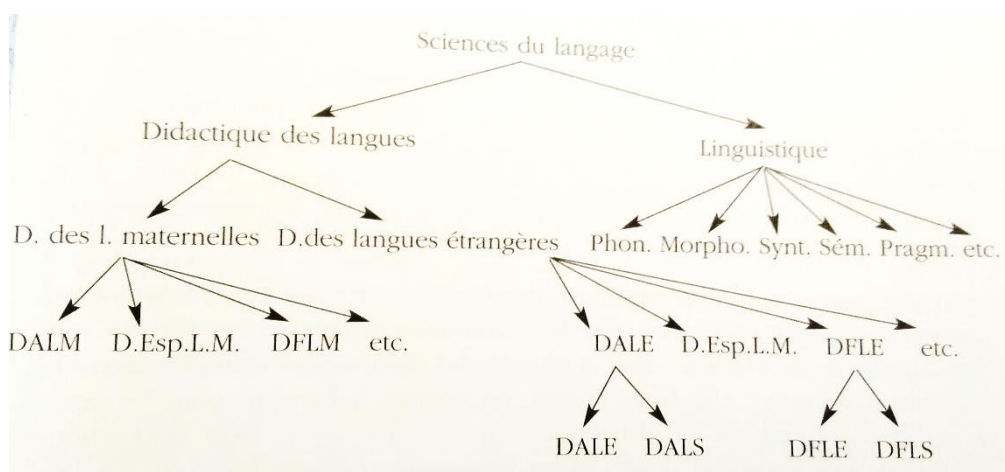 Sciences du langage
Didactique des langues Linguistique
D. des l. maternelles D.des langues étrangères Phon. Morpho. Synt. Sém. Pragm. etc.
DALM D.Esp.L.M. DFLM etc. DALE D.Esp.L.M. DFLE etc.
DALE DALS DFLE DFLS